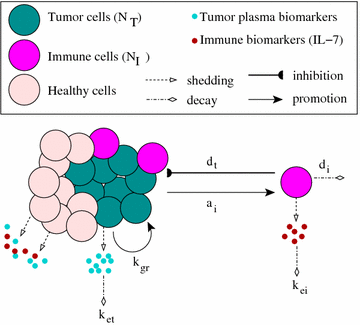 Tumor cells (N_T)
Tumor plasma biomarkers
Immune cells (N_I)
Immune biomarkers (IL-7)
Healthy cells
shedding
inhibition
decay
promotion
d_t
d_i
a_i
k_gr
k_et
k_ei